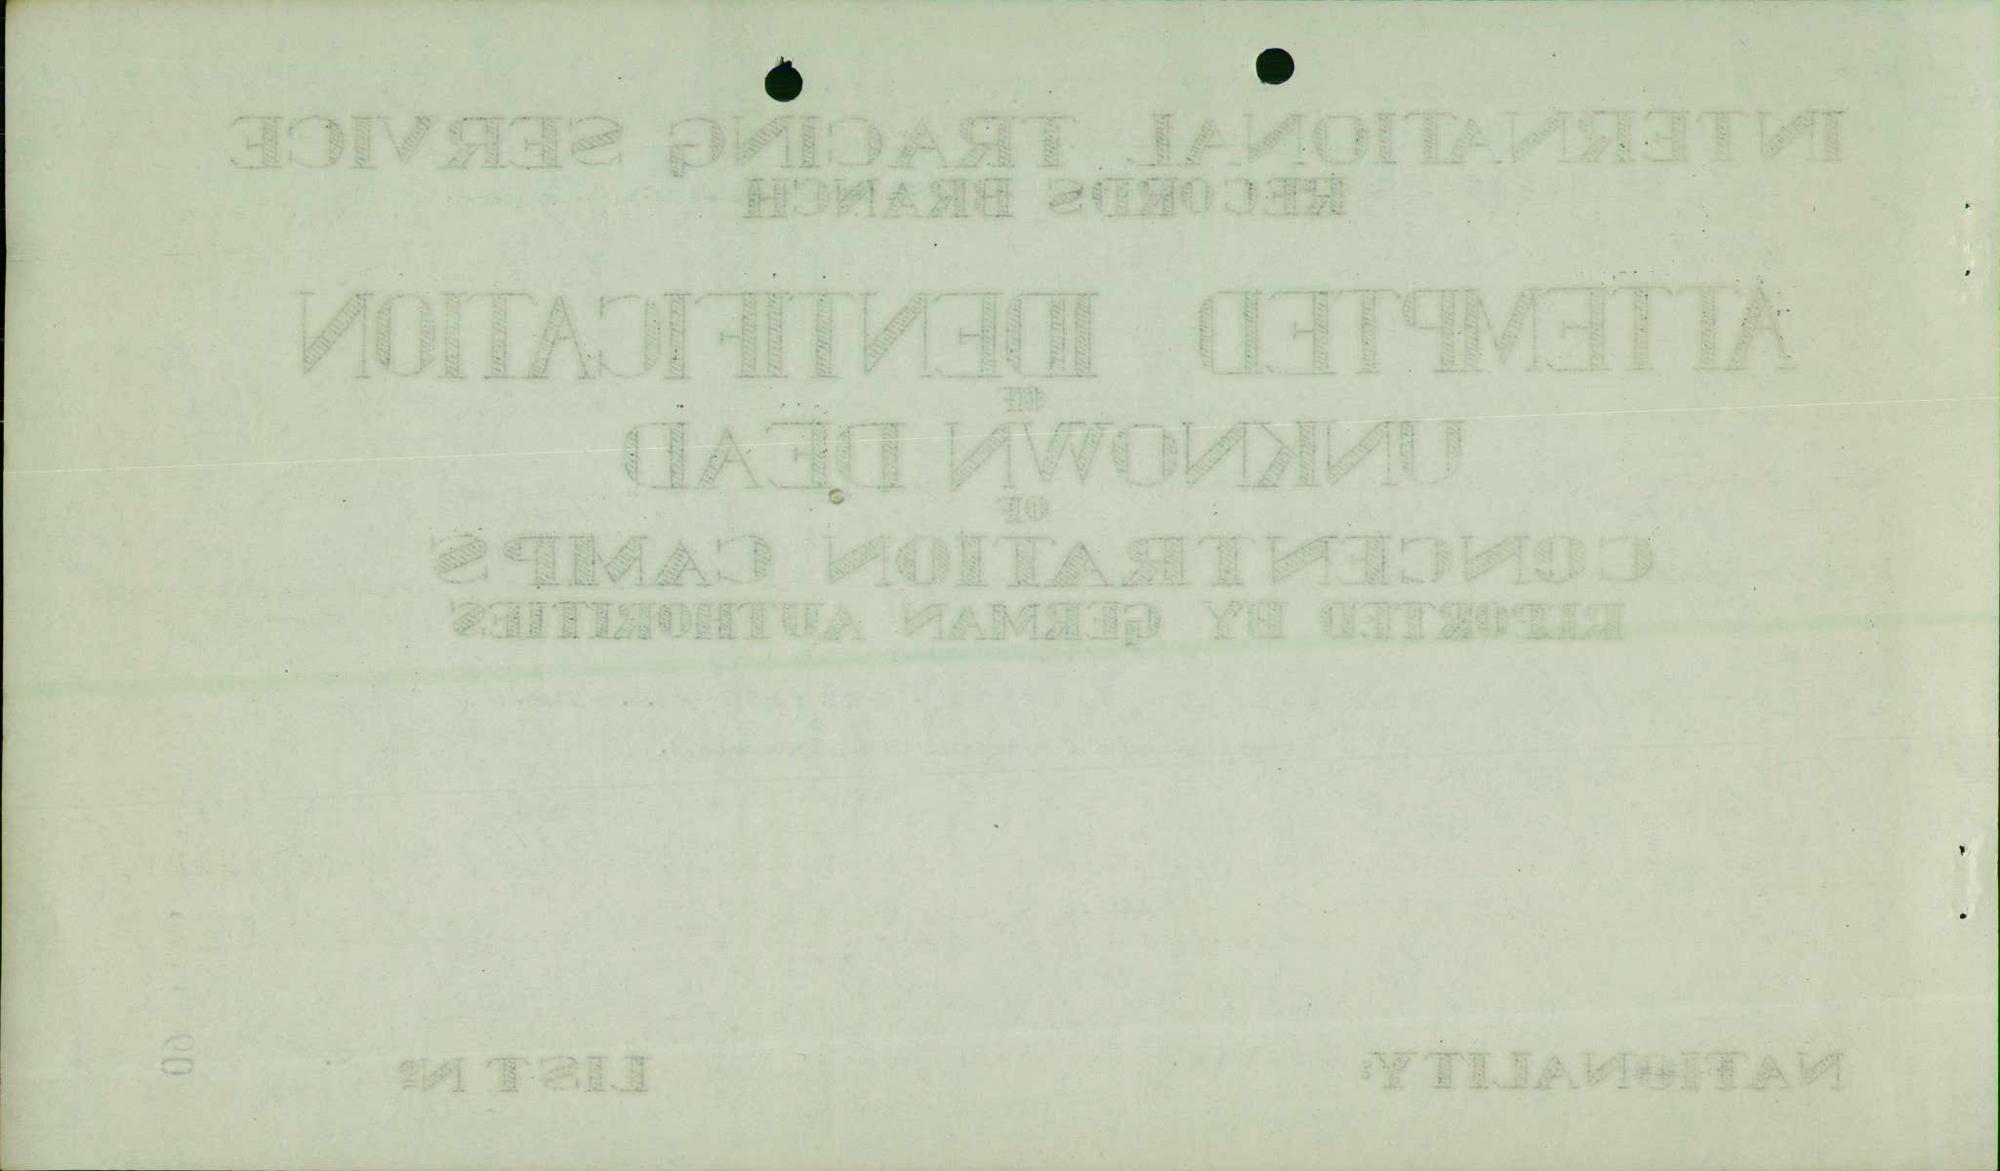 INTERNATIONAL TRACING SERVICE
RECORDS BRANCH
ATTEMPTED IDENTIFICATION
OF
UNKNOWN DEAD
OF
CONCENTRATION CAMPS
REPORTED BY GERMAN AUTHORITIES
NATIONALITY: LIST Nº